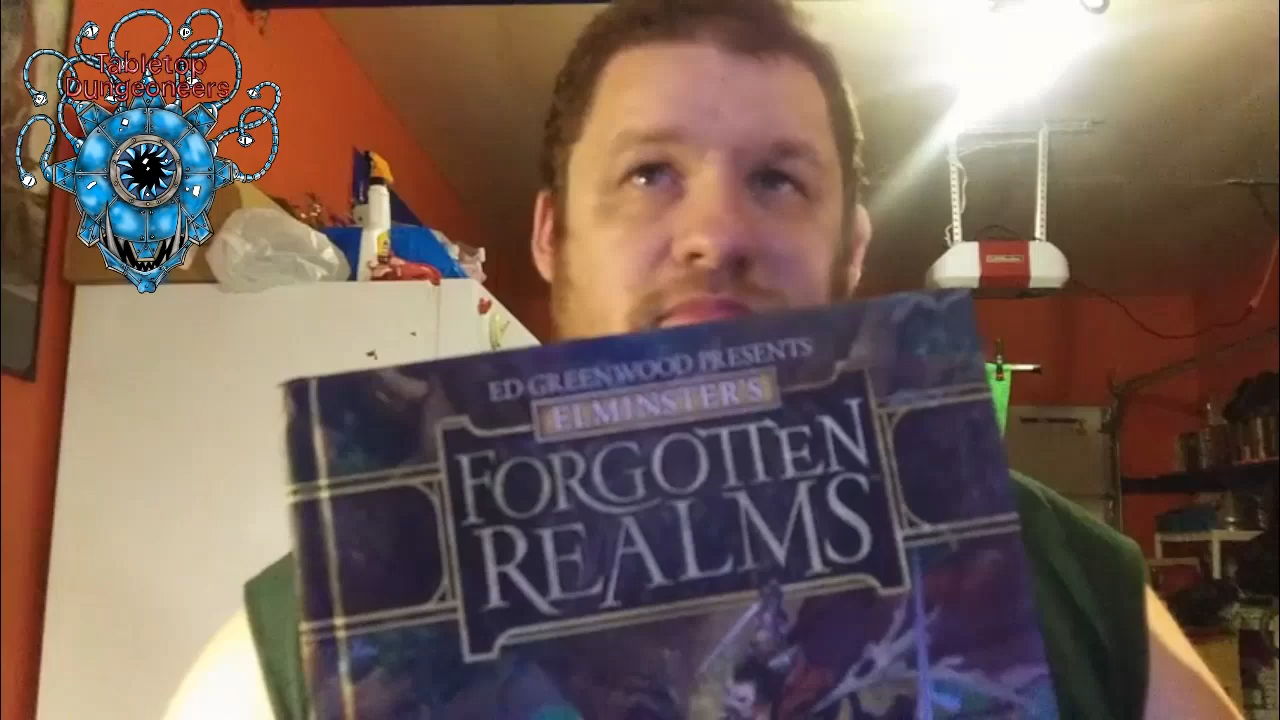 Tabletop
Dungeoneers
ED GREENWOOD PRESENTS
ELMINSTER'S
FORGOTTEN
REALMS